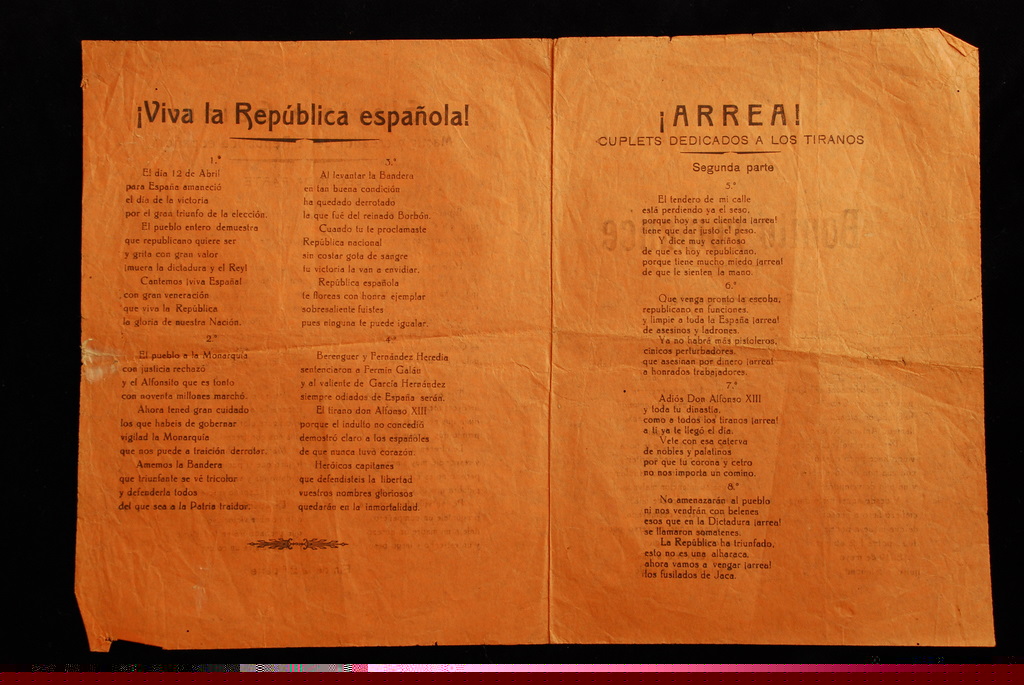 ¡Viva la República española!
1.ª
El día 12 de Abril
para España amaneció
el día de la victoria
por el gran triunfo de la elección.
El pueblo entero demuestra
que republicano quiere ser
y grita con gran valor
¡muera la dictadura y el Rey!
Cantemos ¡viva España!
con gran veneración
que viva la República
la gloria de nuestra Nación.
2.ª
El pueblo a la Monarquía
con justicia rechazó
y el Alfonsito que es tonto
con noventa millones marchó.
Ahora tened gran cuidado
los que habeis de gobernar
vigilad la Monarquía
que nos puede a traición derrotar.
Amemos la Bandera
que triunfante se vé tricolor
y defenderla todos
del que sea a la Patria traidor.
3.ª
Al levantar la Bandera
en tan buena condición
ha quedado derrotado
la que fué del reinado Borbón.
Cuando tu te proclamaste
República nacional
sin costar gota de sangre
tu victoria la van a envidiar.
República española
te floreas con honra ejemplar
sobresaliente fuistes
pues ninguna te puede igualar.
4.ª
Berenguer y Fernández Heredia
sentenciaron a Fermín Galán
y al valiente de García Hernández
siempre odiados de España serán.
El tirano don Alfonso XIII
porque el indulto no concedió
demostró claro a los españoles
de que nunca tuvo corazón.
Heróicos capitanes
que defendisteis la libertad
vuestros nombres gloriosos
quedarán en la inmortalidad.
¡ARREA!
CUPLETS DEDICADOS A LOS TIRANOS
Segunda parte
5.ª
El tendero de mi calle
está perdiendo ya el seso,
porque hoy a su clientela ¡arrea!
tiene que dar justo el peso.
Y dice muy cariñoso
de que es hoy republicano,
porque tiene mucho miedo ¡arrea!
de que le sienten la mano.
6.ª
Que venga pronto la escoba,
republicano en funciones,
y limpie a toda la España ¡arrea!
de asesinos y ladrones.
Ya no habrá más pistoleros,
cínicos perturbadores,
que asesinan por dinero ¡arrea!
a honrados trabajadores.
7.ª
Adiós Don Alfonso XIII
y toda tu dinastía,
como a todos los tiranos ¡arrea!
a ti ya te llegó el día.
Vete con esa caterva
de nobles y palatinos
por que tu corona y cetro
no nos importa un comino.
8.ª
No amenazarán al pueblo
ni nos vendrán con belenes
esos que en la Dictadura ¡arrea!
se llamaron somatenes.
La República ha triunfado,
esto no es una albaraca,
ahora vamos a vengar ¡arrea!
los fusilados de Jaca.